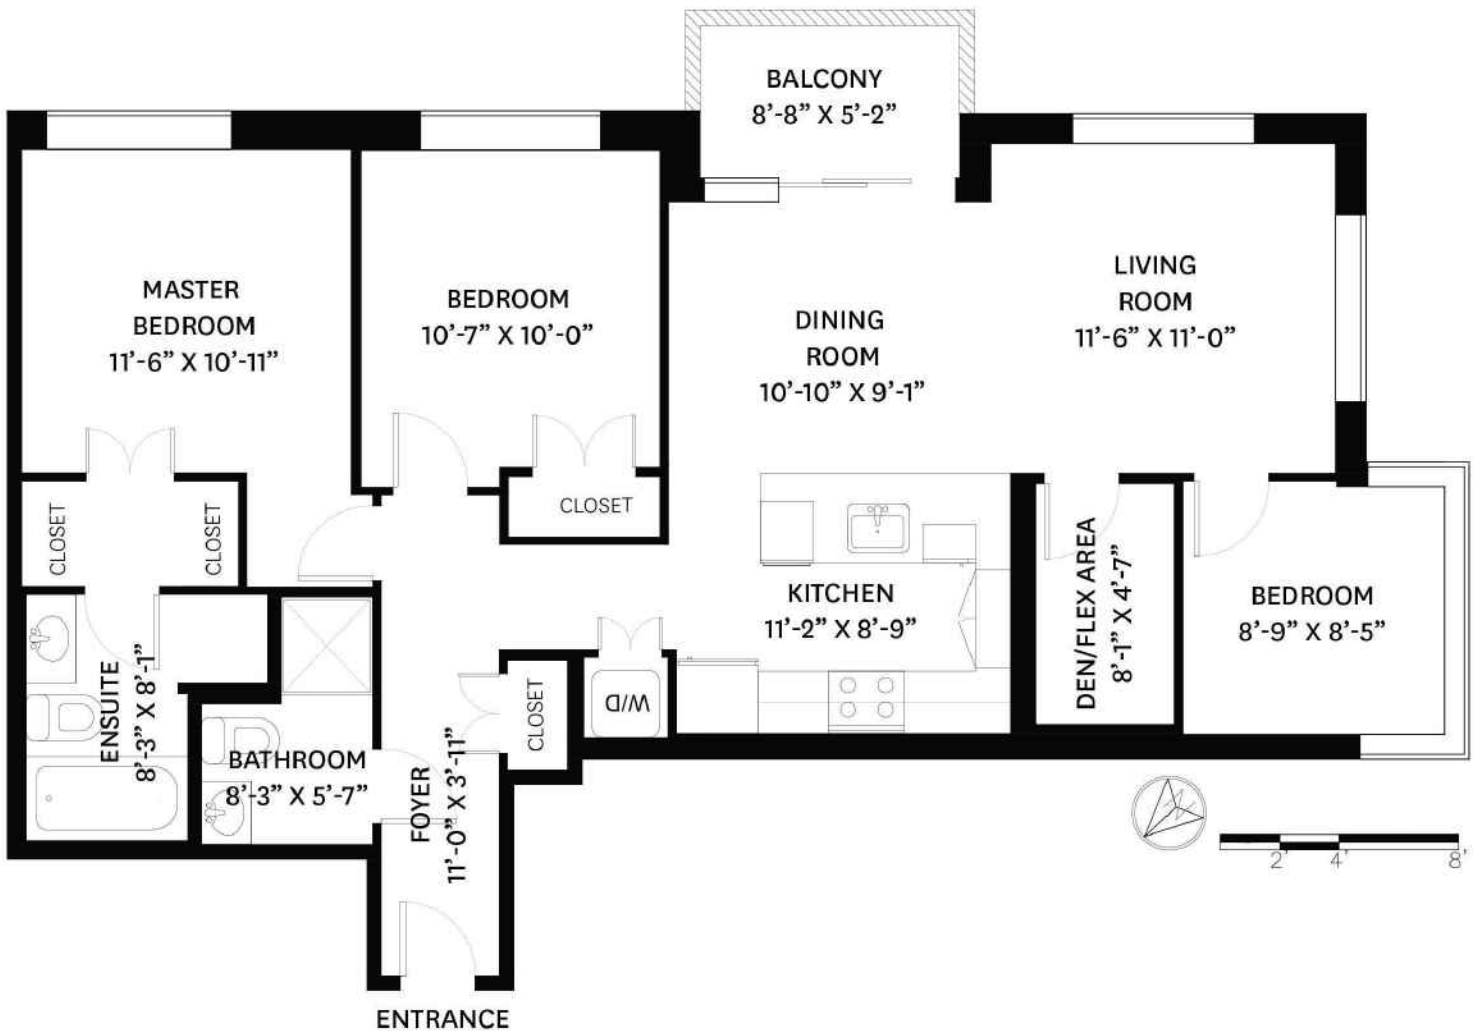 BALCONY
8’-8” X 5’-2”
MASTER
BEDROOM
11’-6” X 10’-11”
BEDROOM
10’-7” X 10’-0”
DINING
ROOM
10’-10” X 9’-1”
LIVING
ROOM
11’-6” X 11’-0”
CLOSET
CLOSET
CLOSET
KITCHEN
11’-2” X 8’-9”
DEN/FLEX AREA
8’-1” X 4’-7”
BEDROOM
8’-9” X 8’-5”
ENSUITE
8’-3” X 8’-1”
BATHROOM
8’-3” X 5’-7”
FOYER
11’-0” X 3’-11”
CLOSET
W/D
N
2' 4' 8'
ENTRANCE